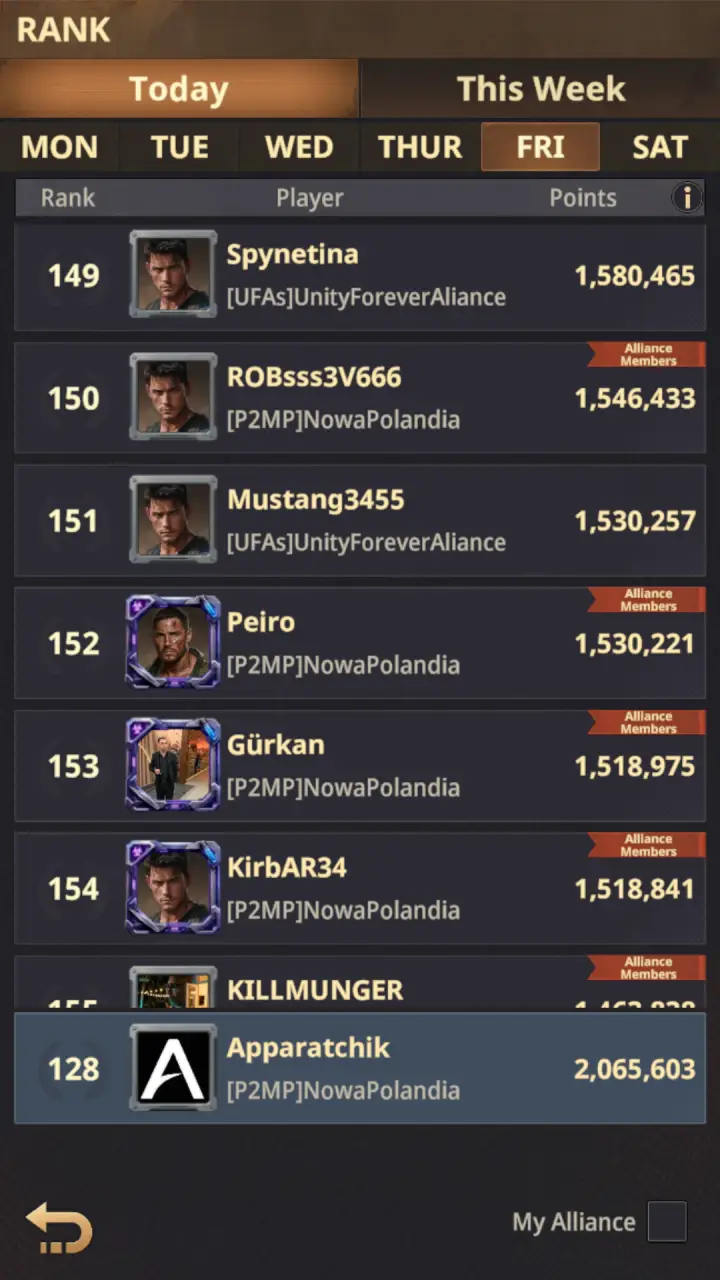 RANK
Today
This Week
MON
TUE
WED
THUR
FRI
SAT
Rank
Player
Points
149
Spynetina
[UFAs]UnityForeverAliance
1,580,465
150
ROBsss3V666
[P2MP]NowaPolandia
Alliance
Members
1,546,433
151
Mustang3455
[UFAs]UnityForeverAliance
1,530,257
152
Peiro
[P2MP]NowaPolandia
Alliance
Members
1,530,221
153
Gürkan
[P2MP]NowaPolandia
Alliance
Members
1,518,975
154
KirbAR34
[P2MP]NowaPolandia
Alliance
Members
1,518,841
155
KILLMUNGER
Alliance
Members
128
Apparatchik
[P2MP]NowaPolandia
2,065,603
My Alliance